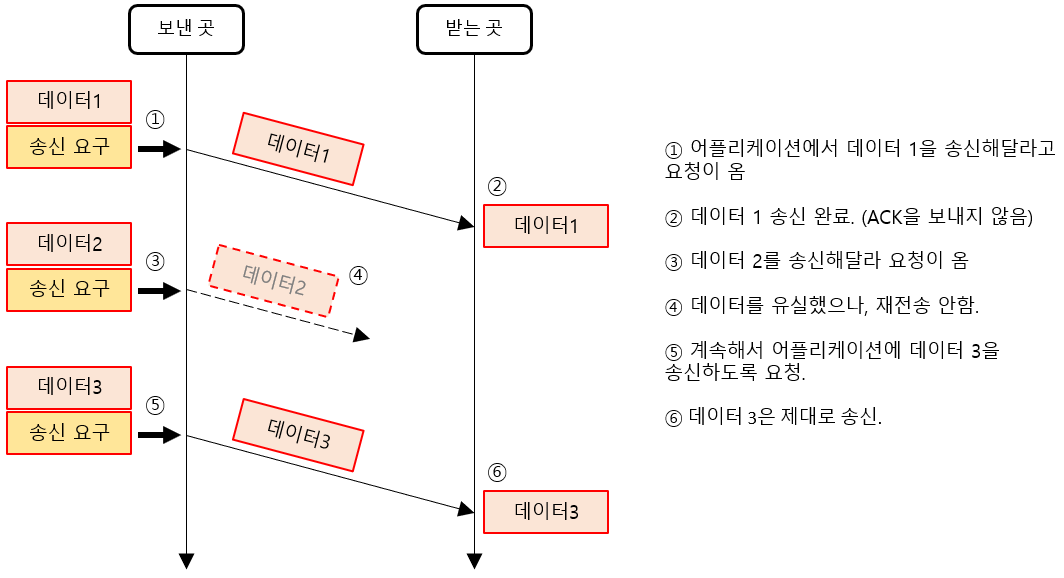 보낸 곳
받는 곳
데이터1
송신 요구
①
데이터1
②
데이터1
데이터2
송신 요구
③
데이터2
④
데이터3
송신 요구
⑤
데이터3
⑥
데이터3
① 어플리케이션에서 데이터 1을 송신해달라고
요청이 옴
② 데이터 1 송신 완료. (ACK을 보내지 않음)
③ 데이터 2를 송신해달라 요청이 옴
④ 데이터를 유실했으나, 재전송 안함.
⑤ 계속해서 어플리케이션에 데이터 3을
송신하도록 요청.
⑥ 데이터 3은 제대로 송신.